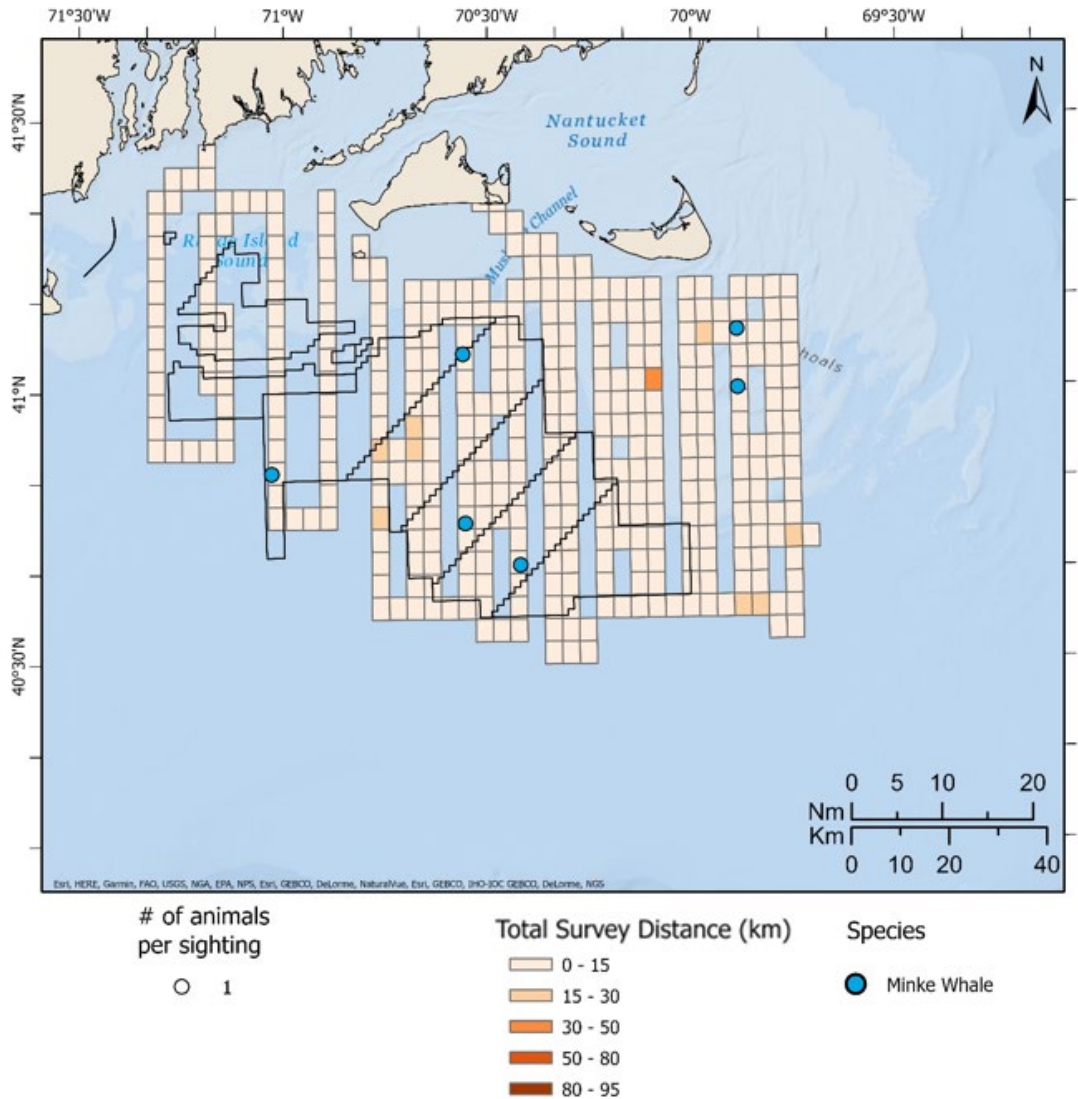 71°30'W 71°W 70°30'W 70°W 69°30'W
N
41°30'N
Nantucket
Sound
Channel
Sound
41°N
hoals
40°30'N
0 5 10 20
Nm
Km
0 10 20 40
Esri, HERE, Garmin, FAO, USGS, NGA, EPA, NPS, Esri, GEBCO, DeLorme, NaturalVue, Esri, GEBCO, IHO-IOC GEBCO, DeLorme, NGS
# of animals
per sighting
1
Total Survey Distance (km)
0 - 15
15 - 30
30 - 50
50 - 80
80 - 95
Species
Minke Whale